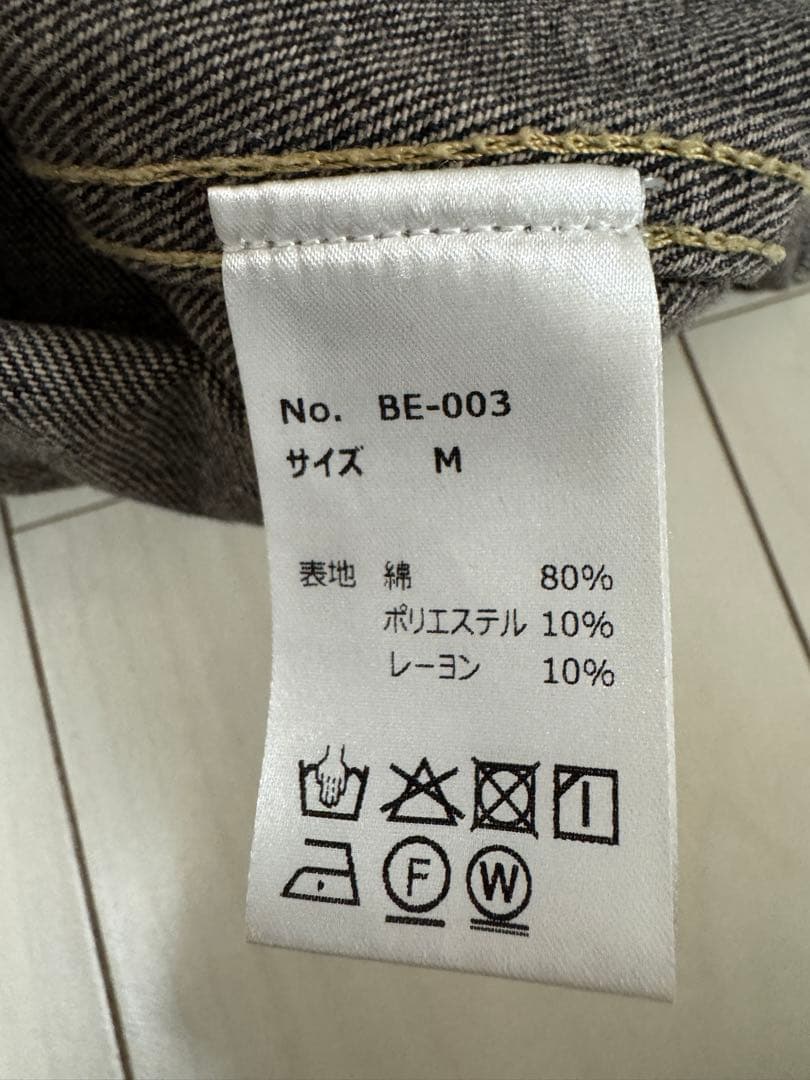 No. BE-003
サイズ M
表地 綿 80%
ポリエステル 10%
レーヨン 10%
F W